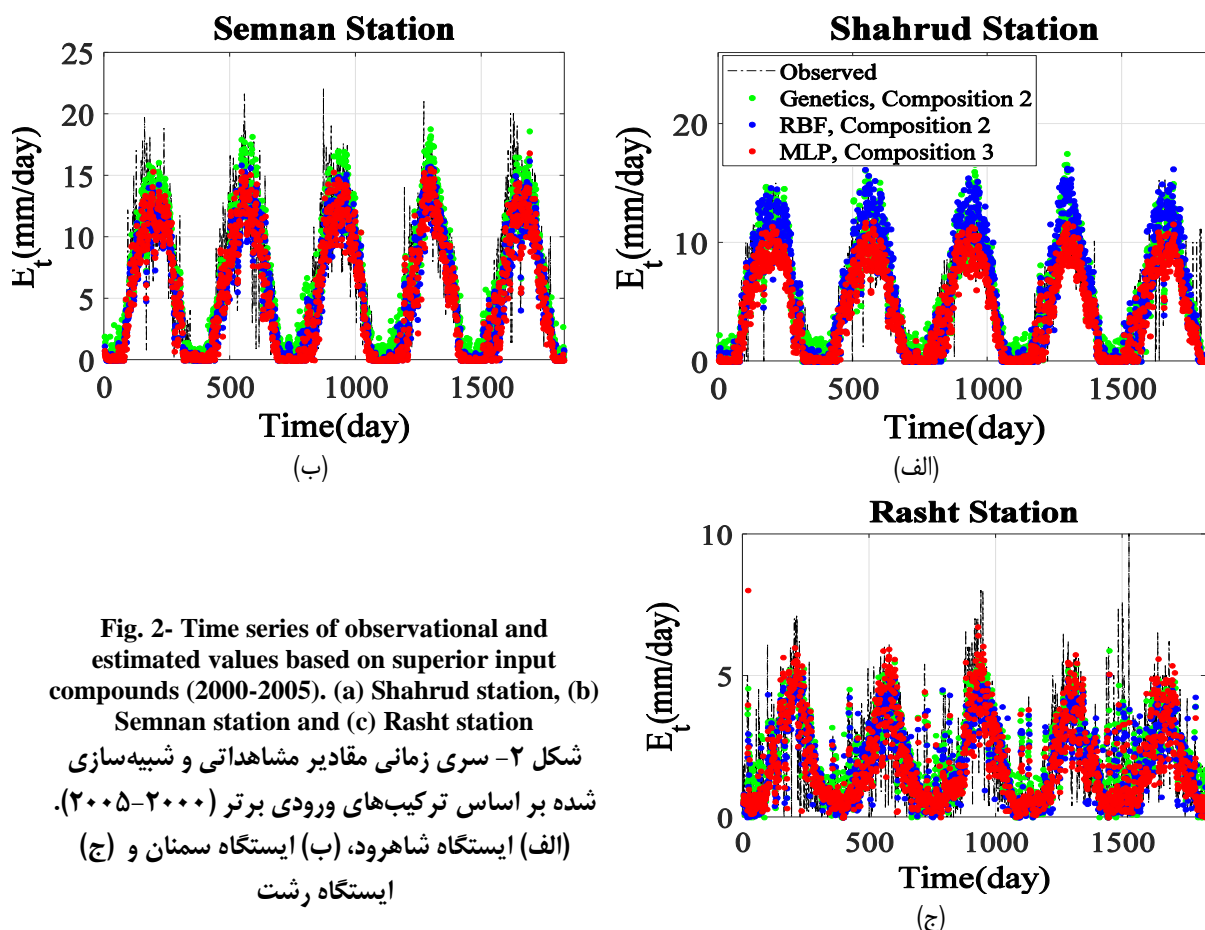 Semnan Station
25
20
15
10
5
0
0 500 1000 1500
E_t(mm/day)
Time(day)
(ب)
Shahrud Station
Observed
Genetics, Composition 2
RBF, Composition 2
MLP, Composition 3
20
10
0
0 500 1000 1500
E_t(mm/day)
Time(day)
(الف)
Rasht Station
10
5
0
0 500 1000 1500
E_t(mm/day)
Time(day)
(ج)
Fig. 2- Time series of observational and
estimated values based on superior input
compounds (2000-2005). (a) Shahrud station, (b)
Semnan station and (c) Rasht station
شکل ۲- سری زمانی مقادیر مشاهداتی و شبیه‌سازی
شده بر اساس ترکیب‌های ورودی برتر (۲۰۰۰-۲۰۰۵).
(الف) ایستگاه شاهرود، (ب) ایستگاه سمنان و (ج)
ایستگاه رشت